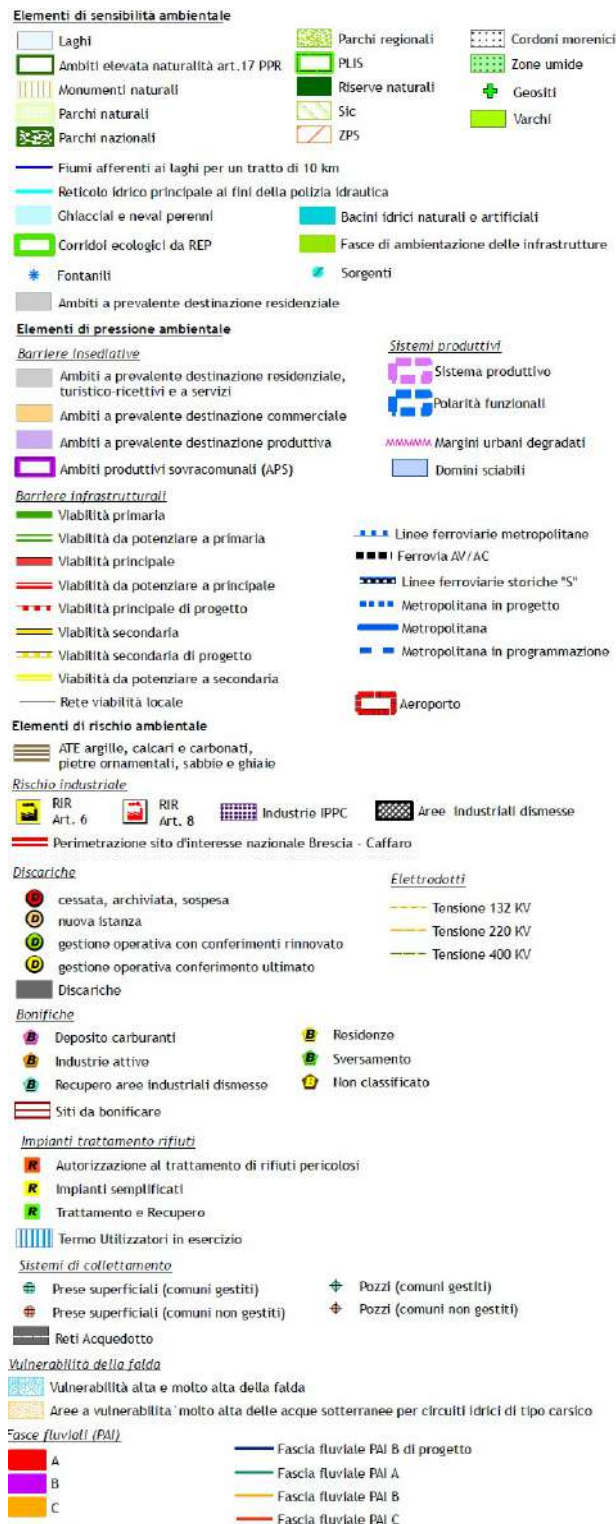 Elementi di sensibilità ambientale
Laghi
Ambiti elevata naturalità art.17 PPR
Monumenti naturali
Parchi naturali
Parchi nazionali
Parchi regionali
PLIS
Riserve naturali
Sic
ZPS
Cordoni morenici
Zone umide
Geositi
Varchi
Fiumi afferenti ai laghi per un tratto di 10 km
Reticolo idrico principale ai fini della polizia idrautica
Ghiacciai e nevai perenni
Bacini idrici naturali e artificiali
Corridoi ecologici da REP
Fasce di ambientazione delle infrastrutture
Fontanili
Sorgenti
Ambiti a prevalente destinazione residenziale
Elementi di pressione ambientale
Barriere insediative
Ambiti a prevalente destinazione residenziale,
turistico-ricettivi e a servizi
Ambiti a prevalente destinazione commerciale
Ambiti a prevalente destinazione produttiva
Ambiti produttivi sovracomunali (APS)
Sistemi produttivi
Sistema produttivo
Polarità funzionali
Margini urbani degradati
Domini sciabili
Barriere infrastrutturali
Viabilità primaria
Viabilità da potenziare a primaria
Viabilità principale
Viabilità da potenziare a principale
Viabilità principale di progetto
Viabilità secondaria
Viabilità secondaria di progetto
Viabilità da potenziare a secondaria
Rete viabilità locale
Linee ferroviarie metropolitane
Ferrovia AV/AC
Linee ferroviarie storiche "S"
Metropolitana in progetto
Metropolitana
Metropolitana in programmazione
Aeroporto
Elementi di rischio ambientale
ATE argille, calcari e carbonati,
pietre ornamentali, sabbie e ghiaie
Rischio industriale
RIR
Art. 6
RIR
Art. 8
Industrie IPPC
Aree industriali dismesse
Perimetrazione sito d'interesse nazionale Brescia - Caffaro
Discariche
D cessata, archiviata, sospesa
D nuova istanza
D gestione operativa con conferimenti rinnovato
D gestione operativa conferimento ultimato
Discariche
Elettrodotti
Tensione 132 KV
Tensione 220 KV
Tensione 400 KV
Bonifiche
B Deposito carburanti
B Industrie attive
B Recupero aree industriali dismesse
B Residenze
B Sversamento
Non classificato
Siti da bonificare
Impianti trattamento rifiuti
R Autorizzazione al trattamento di rifiuti pericolosi
R Impianti semplificati
R Trattamento e Recupero
Termo Utilizzatori in esercizio
Sistemi di collettamento
Prese superficiali (comuni gestiti)
Prese superficiali (comuni non gestiti)
Pozzi (comuni gestiti)
Pozzi (comuni non gestiti)
Reti Acquedotto
Vulnerabilità della falda
Vulnerabilità alta e molto alta della falda
Aree a vulnerabilita`molto alta delle acque sotterranee per circuiti idrici di tipo carsico
Fasce fluviali (PAI)
A
B
C
Fascia fluviale PAI B di progetto
Fascia fluviale PAI A
Fascia fluviale PAI B
Fascia fluviale PAI C